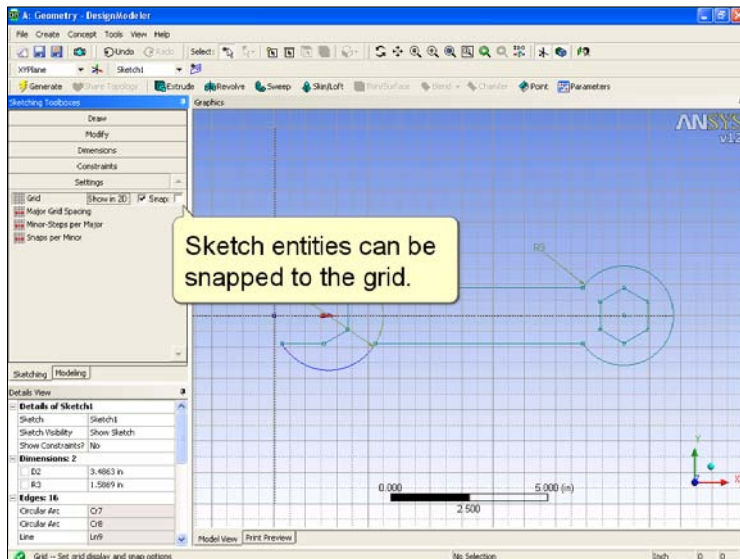 A: Geometry - DesignModeler
File Create Concept Tools View Help
Undo Redo Select:
XYPlane Sketch1
Generate Share Topology Extrude Revolve Sweep Skin/Loft Thin/Surface Blend Chamfer Point Parameters
Sketching Toolboxes
Graphics
Draw
Modify
Dimensions
Constraints
Settings
Grid Show in 2D: Snap:
Major Grid Spacing
Minor-Steps per Major
Snaps per Minor
ANSYS
v12
Sketch entities can be
snapped to the grid.
R3
Sketching Modeling
Details View
Details of Sketch1
Sketch Sketch1
Sketch Visibility Show Sketch
Show Constraints? No
Dimensions: 2
D2 3.4863 in
R3 1.5869 in
Edges: 16
Circular Arc Cr7
Circular Arc Cr8
Line Ln9
0.000 5.000 (in)
2.500
Y
X
Model View Print Preview
Grid -- Set grid display and snap options No Selection Inch 0 0